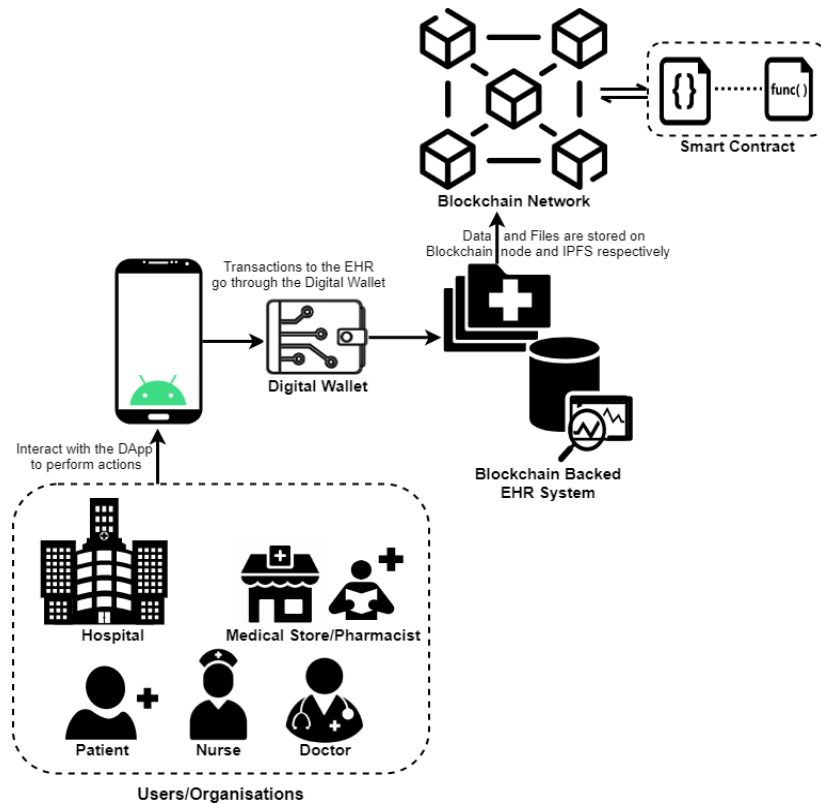 {}
func( )
Smart Contract
Blockchain Network
Data and Files are stored on
Blockchain node and IPFS respectively
Transactions to the EHR
go through the Digital Wallet
Digital Wallet
Blockchain Backed
EHR System
Interact with the DApp
to perform actions
Hospital
Medical Store/Pharmacist
Patient
Nurse
Doctor
Users/Organisations